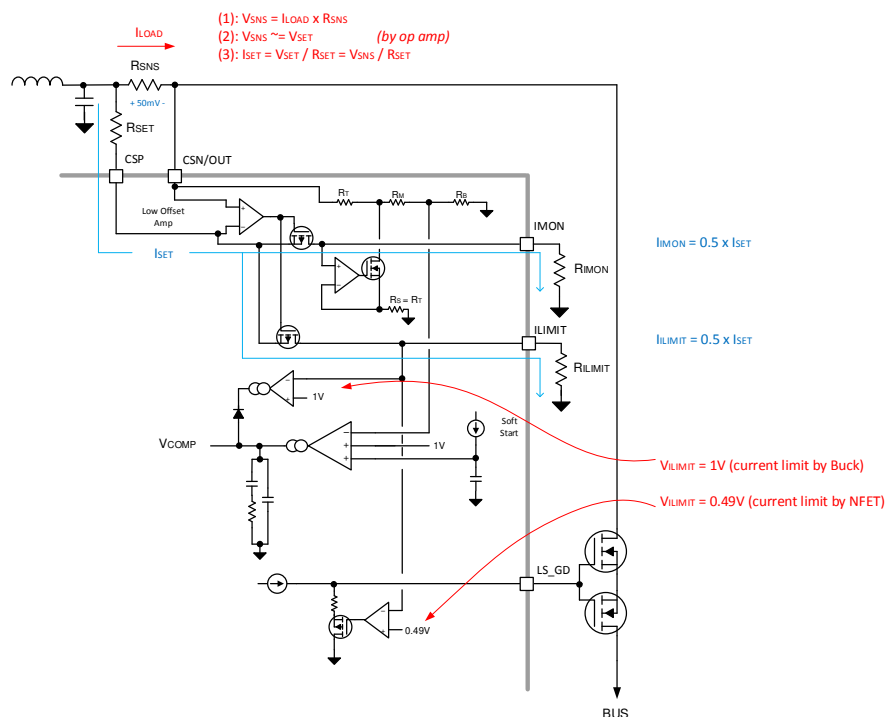 (1): VSNS = ILOAD x RSNS
(2): VSNS ~= VSET (by op amp)
(3): ISET = VSET / RSET = VSNS / RSET
ILOAD
RSNS
+ 50mV -
RSET
CSP
CSN/OUT
Low Offset
Amp
RT
RM
RB
IMON
ISET
IMON = 0.5 x ISET
RIMON
RS = RT
ILIMIT
ILIMIT = 0.5 x ISET
RILIMIT
1V
Soft
Start
VCOMP
1V
VILIMIT = 1V (current limit by Buck)
VILIMIT = 0.49V (current limit by NFET)
LS_GD
0.49V
BUS